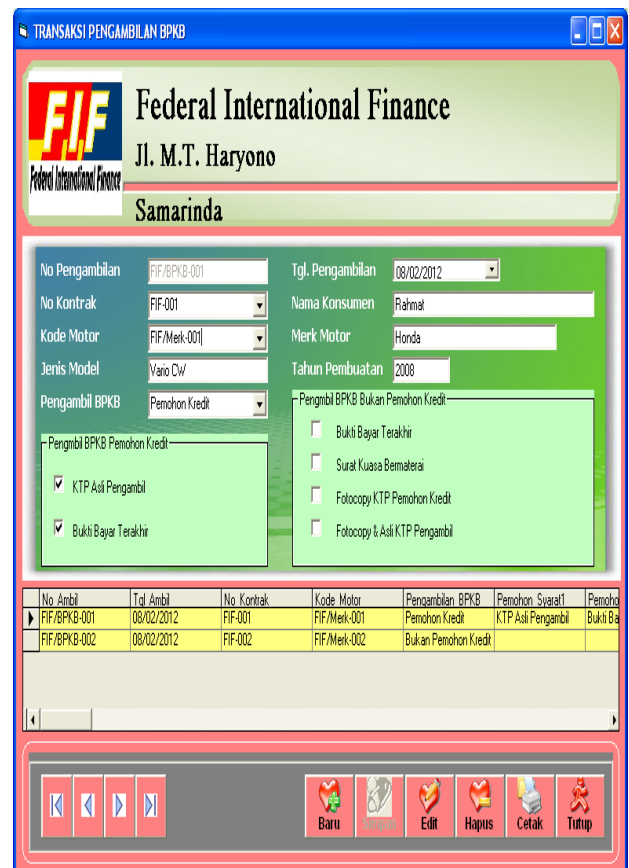 TRANSAKSI PENGAMBILAN BPKB
FIF
Federal International Finance
Federal International Finance
Jl. M.T. Haryono
Samarinda
No Pengambilan FIF/BPKB-001 Tgl. Pengambilan 08/02/2012
No Kontrak FIF-001 Nama Konsumen Rahmat
Kode Motor FIF/Merk-001 Merk Motor Honda
Jenis Model Vario CW Tahun Pembuatan 2008
Pengambil BPKB Pemohon Kredit
Pengmbil BPKB Pemohon Kredit
KTP Asli Pengambil
Bukti Bayar Terakhir
Pengmbil BPKB Bukan Pemohon Kredit
Bukti Bayar Terakhir
Surat Kuasa Bermaterai
Fotocopy KTP Pemohon Kredit
Fotocopy & Asli KTP Pengambil
No Ambil Tgl Ambil No Kontrak Kode Motor Pengambilan BPKB Pemohon Syarat1 Pemoho
FIF/BPKB-001 08/02/2012 FIF-001 FIF/Merk-001 Pemohon Kredit KTP Asli Pengambil Bukti Ba
FIF/BPKB-002 08/02/2012 FIF-002 FIF/Merk-002 Bukan Pemohon Kredit
Baru Simpan Edit Hapus Cetak Tutup